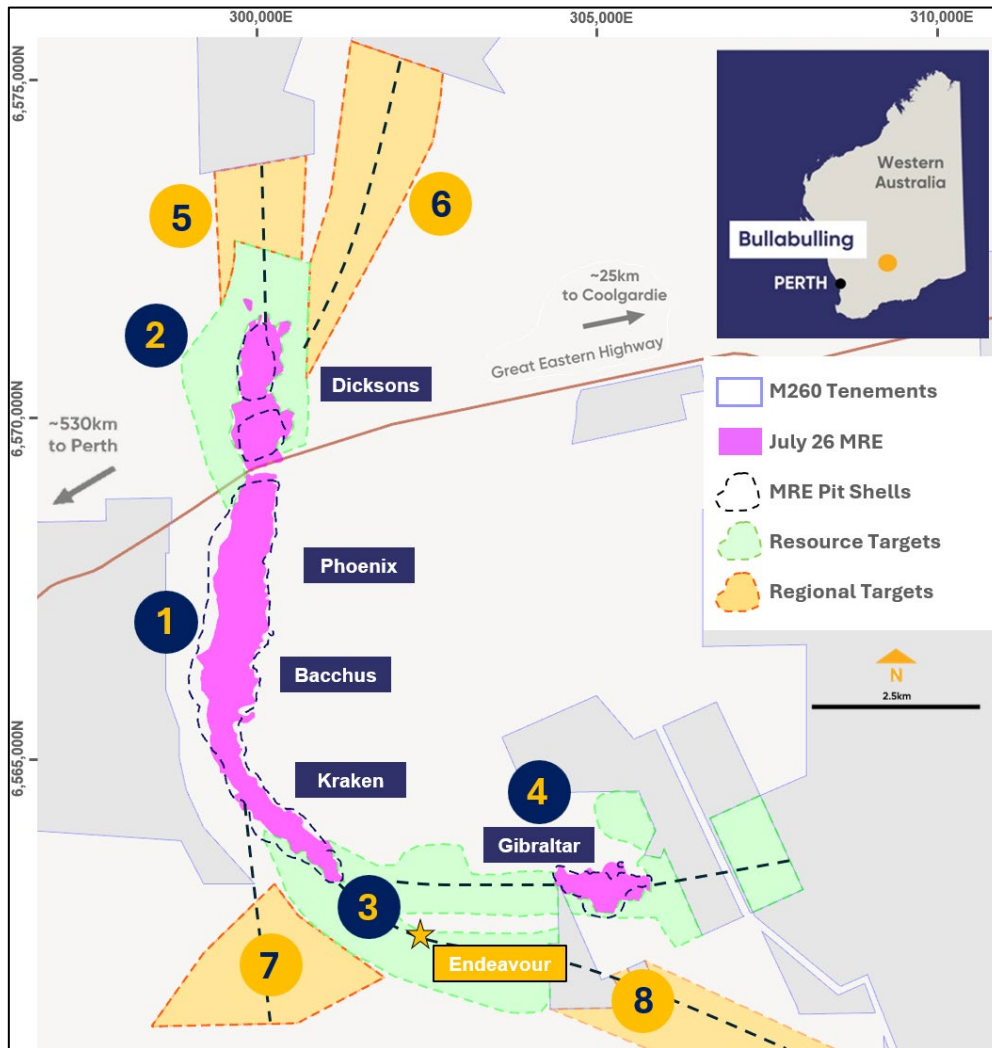 300,000E
305,000E
310,000E
6,575,000N
6,570,000N
6,565,000N
Western
Australia
Bullabulling
PERTH
5
6
2
~25km
to Coolgardie
Great Eastern Highway
Dicksons
~530km
to Perth
M260 Tenements
July 26 MRE
MRE Pit Shells
Resource Targets
Regional Targets
Phoenix
1
Bacchus
N
2.5km
Kraken
4
Gibraltar
3
Endeavour
7
8